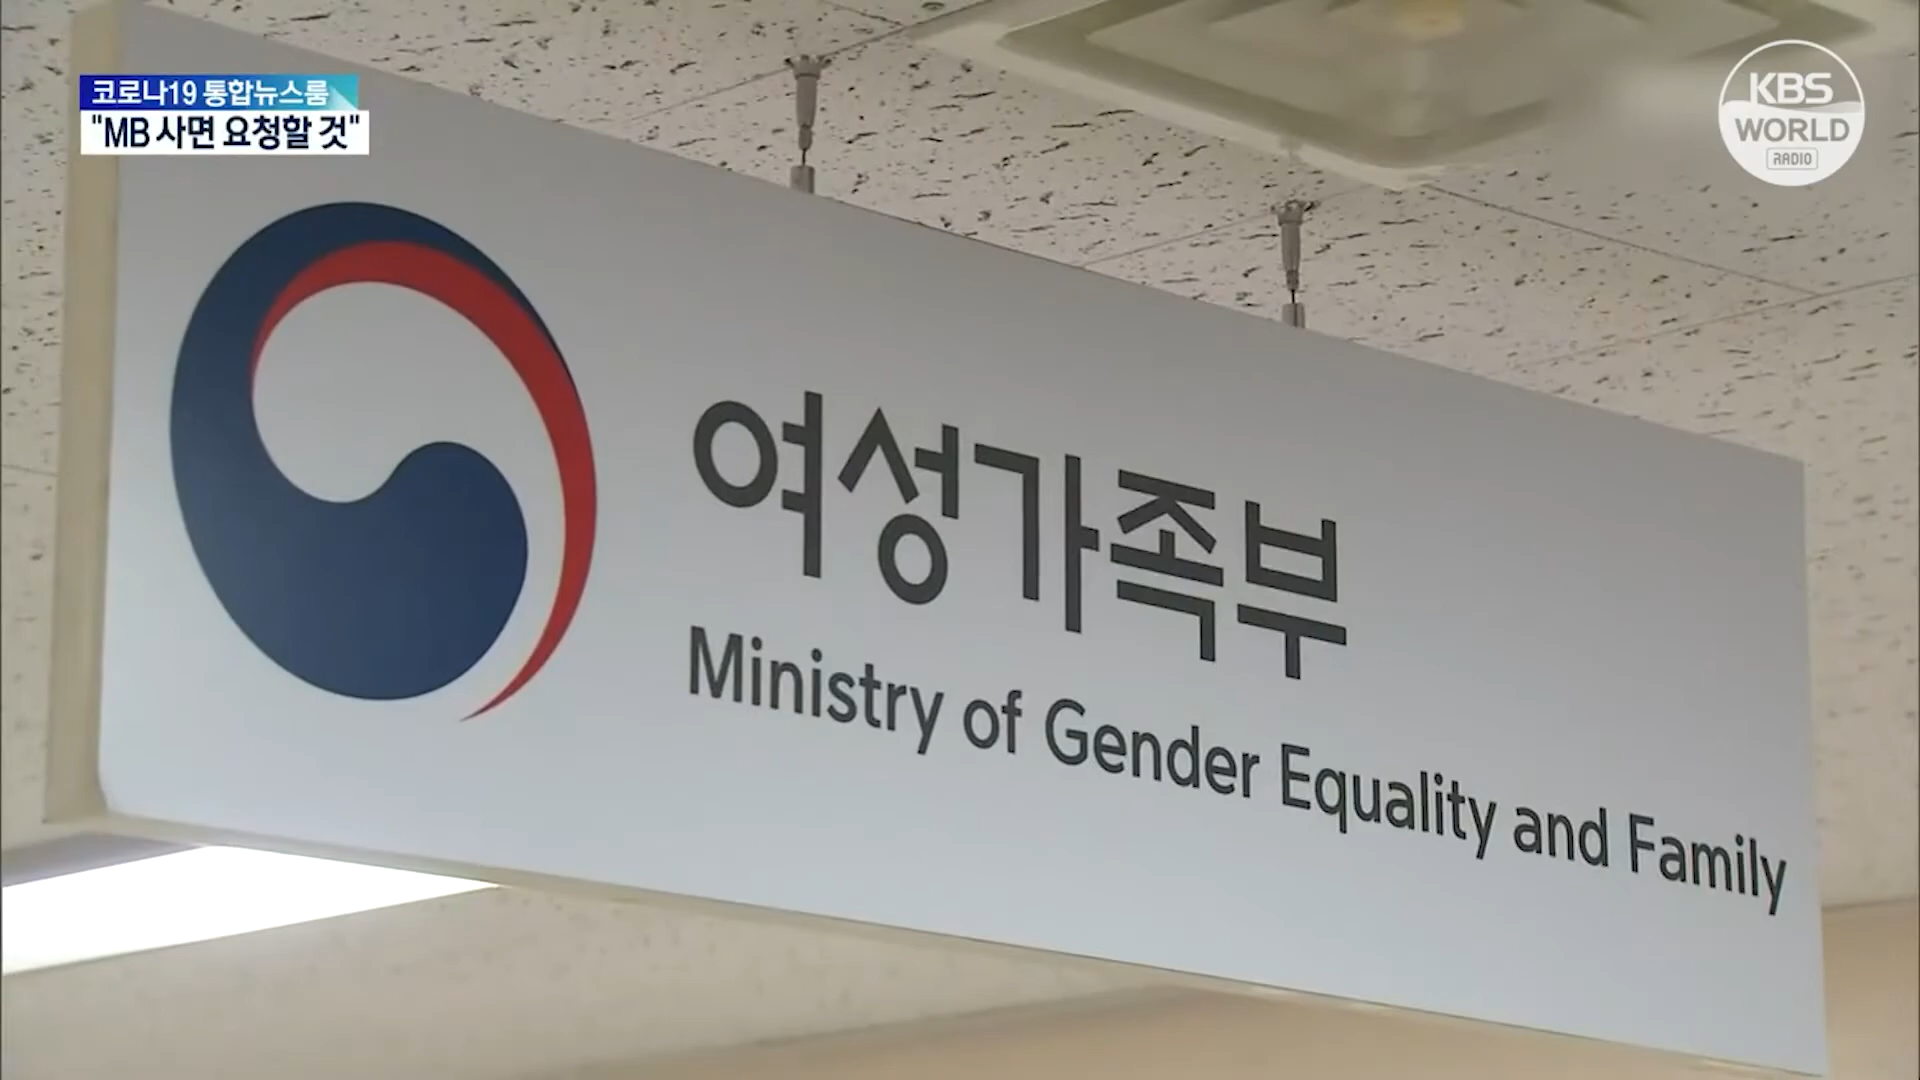 코로나19 통합뉴스룸
"MB 사면 요청할 것"
KBS
WORLD
RADIO
여성가족부
Ministry of Gender Equality and Family